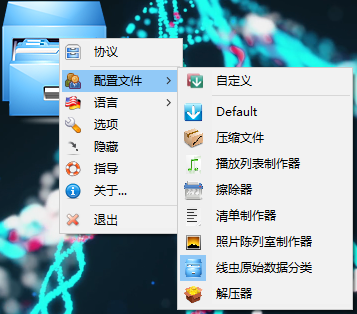 协议
配置文件
语言
选项
隐藏
指导
关于...
退出
自定义
Default
压缩文件
播放列表制作器
擦除器
清单制作器
照片陈列室制作器
线虫原始数据分类
解压器